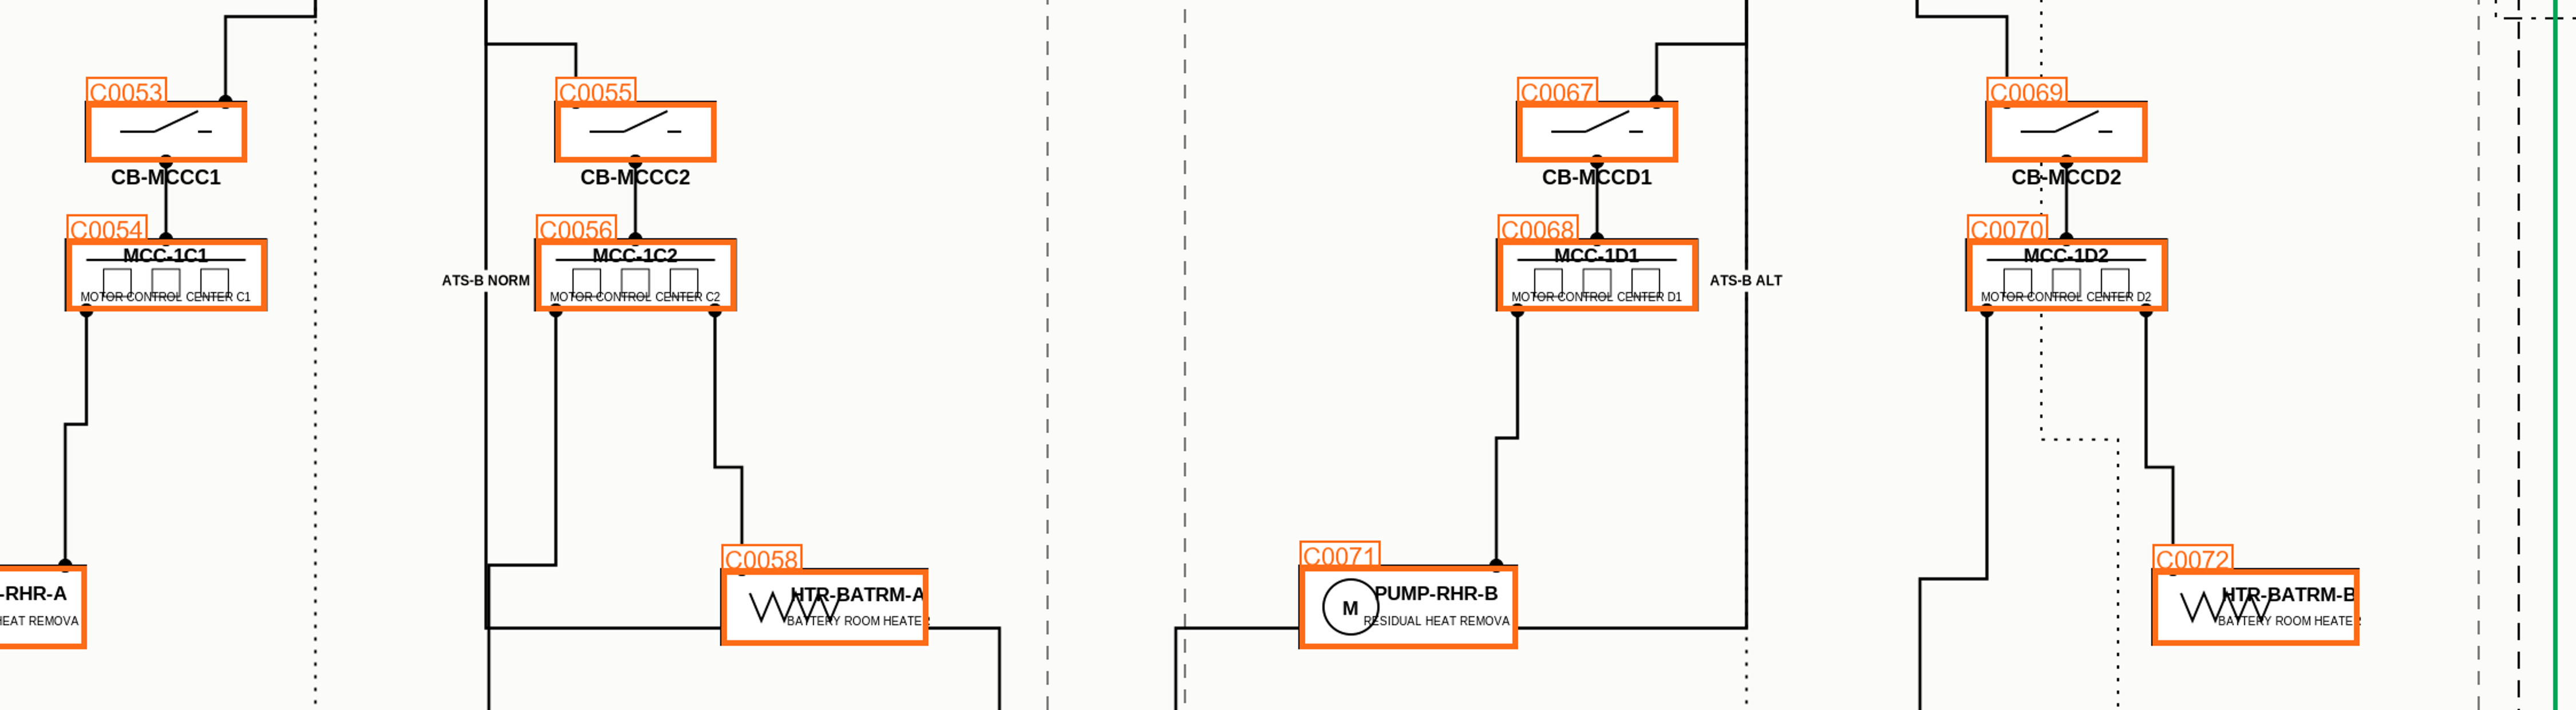 C0053
C0055
C0067
C0069
CB-MCCC1
CB-MCCC2
CB-MCCD1
CB-MCCD2
C0054
C0056
C0068
C0070
MCC-1C1
MOTOR CONTROL CENTER C1
ATS-B NORM
MCC-1C2
MOTOR CONTROL CENTER C2
MCC-1D1
MOTOR CONTROL CENTER D1
ATS-B ALT
MCC-1D2
MOTOR CONTROL CENTER D2
C0058
C0071
C0072
-RHR-A
HEAT REMOVA
HTR-BATRM-A
BATTERY ROOM HEATE
M
PUMP-RHR-B
RESIDUAL HEAT REMOVA
HTR-BATRM-B
BATTERY ROOM HEATE